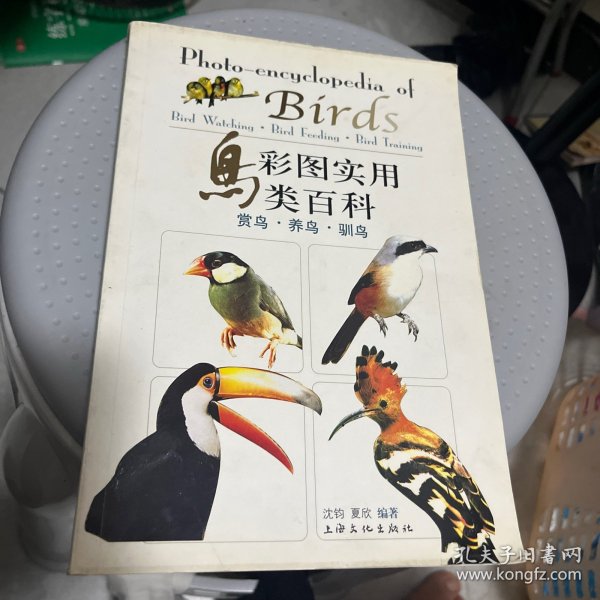 Photo-encyclopedia of
Birds
Bird Watching · Bird Feeding · Bird Training
彩图实用
鳥类百科
赏鸟·养鸟·驯鸟
沈钧 夏欣 编著
上海文化出版社
孔夫子旧书网
www.kongfz.com